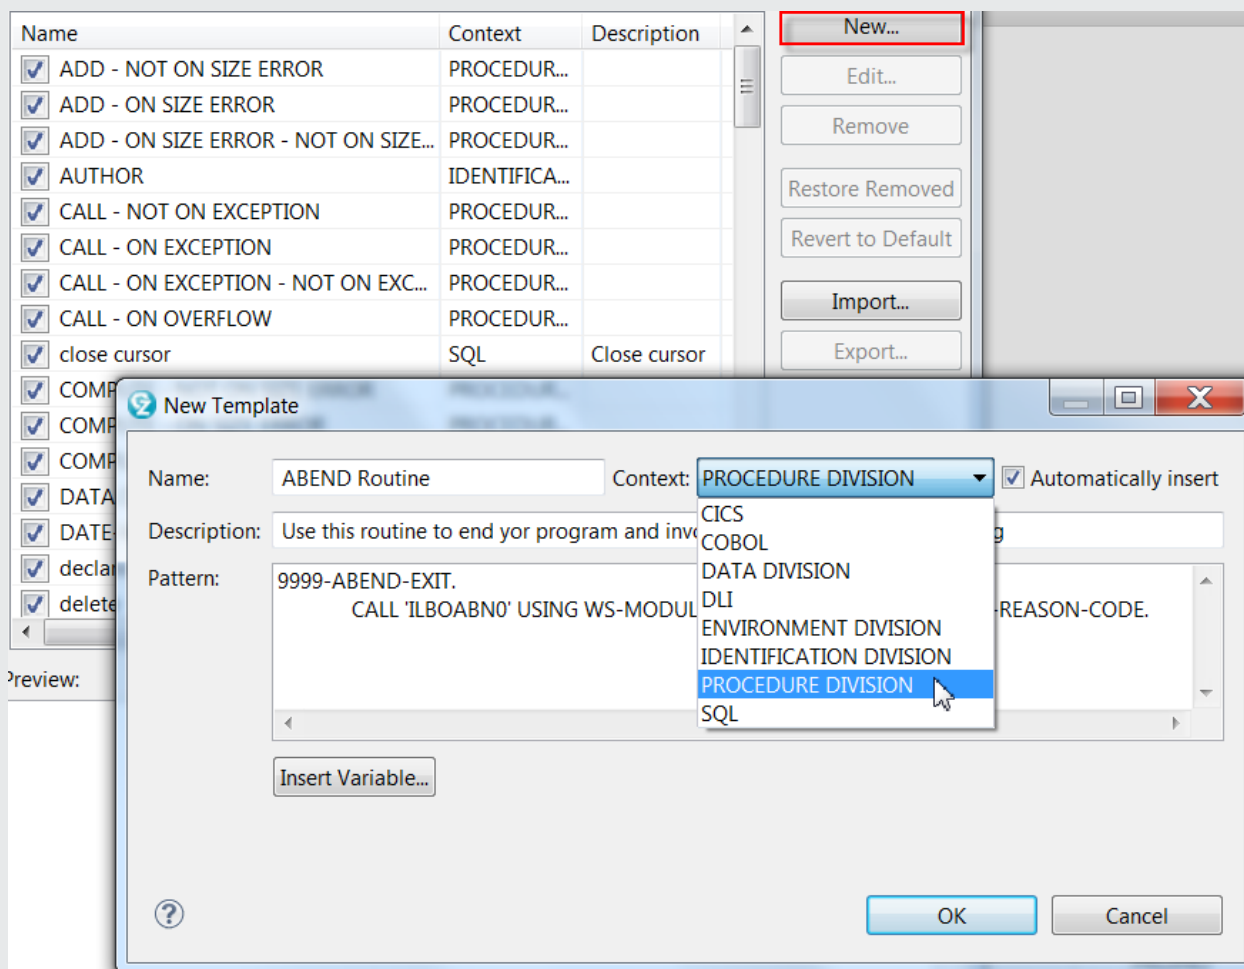 Name Context Description
New...
ADD - NOT ON SIZE ERROR PROCEDUR...
Edit...
ADD - ON SIZE ERROR PROCEDUR...
Remove
ADD - ON SIZE ERROR - NOT ON SIZE... PROCEDUR...
AUTHOR IDENTIFICA...
Restore Removed
CALL - NOT ON EXCEPTION PROCEDUR...
Revert to Default
CALL - ON EXCEPTION PROCEDUR...
CALL - ON EXCEPTION - NOT ON EXC... PROCEDUR...
Import...
CALL - ON OVERFLOW PROCEDUR...
close cursor SQL Close cursor
Export...
COMP
COMP
COMP
DATA
DATE-
declar
delete
Preview:
New Template
Name: ABEND Routine Context: PROCEDURE DIVISION Automatically insert
Description: Use this routine to end yor program and invo g
Pattern: 9999-ABEND-EXIT.
CALL 'ILBOABN0' USING WS-MODUL -REASON-CODE.
CICS
COBOL
DATA DIVISION
DLI
ENVIRONMENT DIVISION
IDENTIFICATION DIVISION
PROCEDURE DIVISION
SQL
Insert Variable...
? OK Cancel